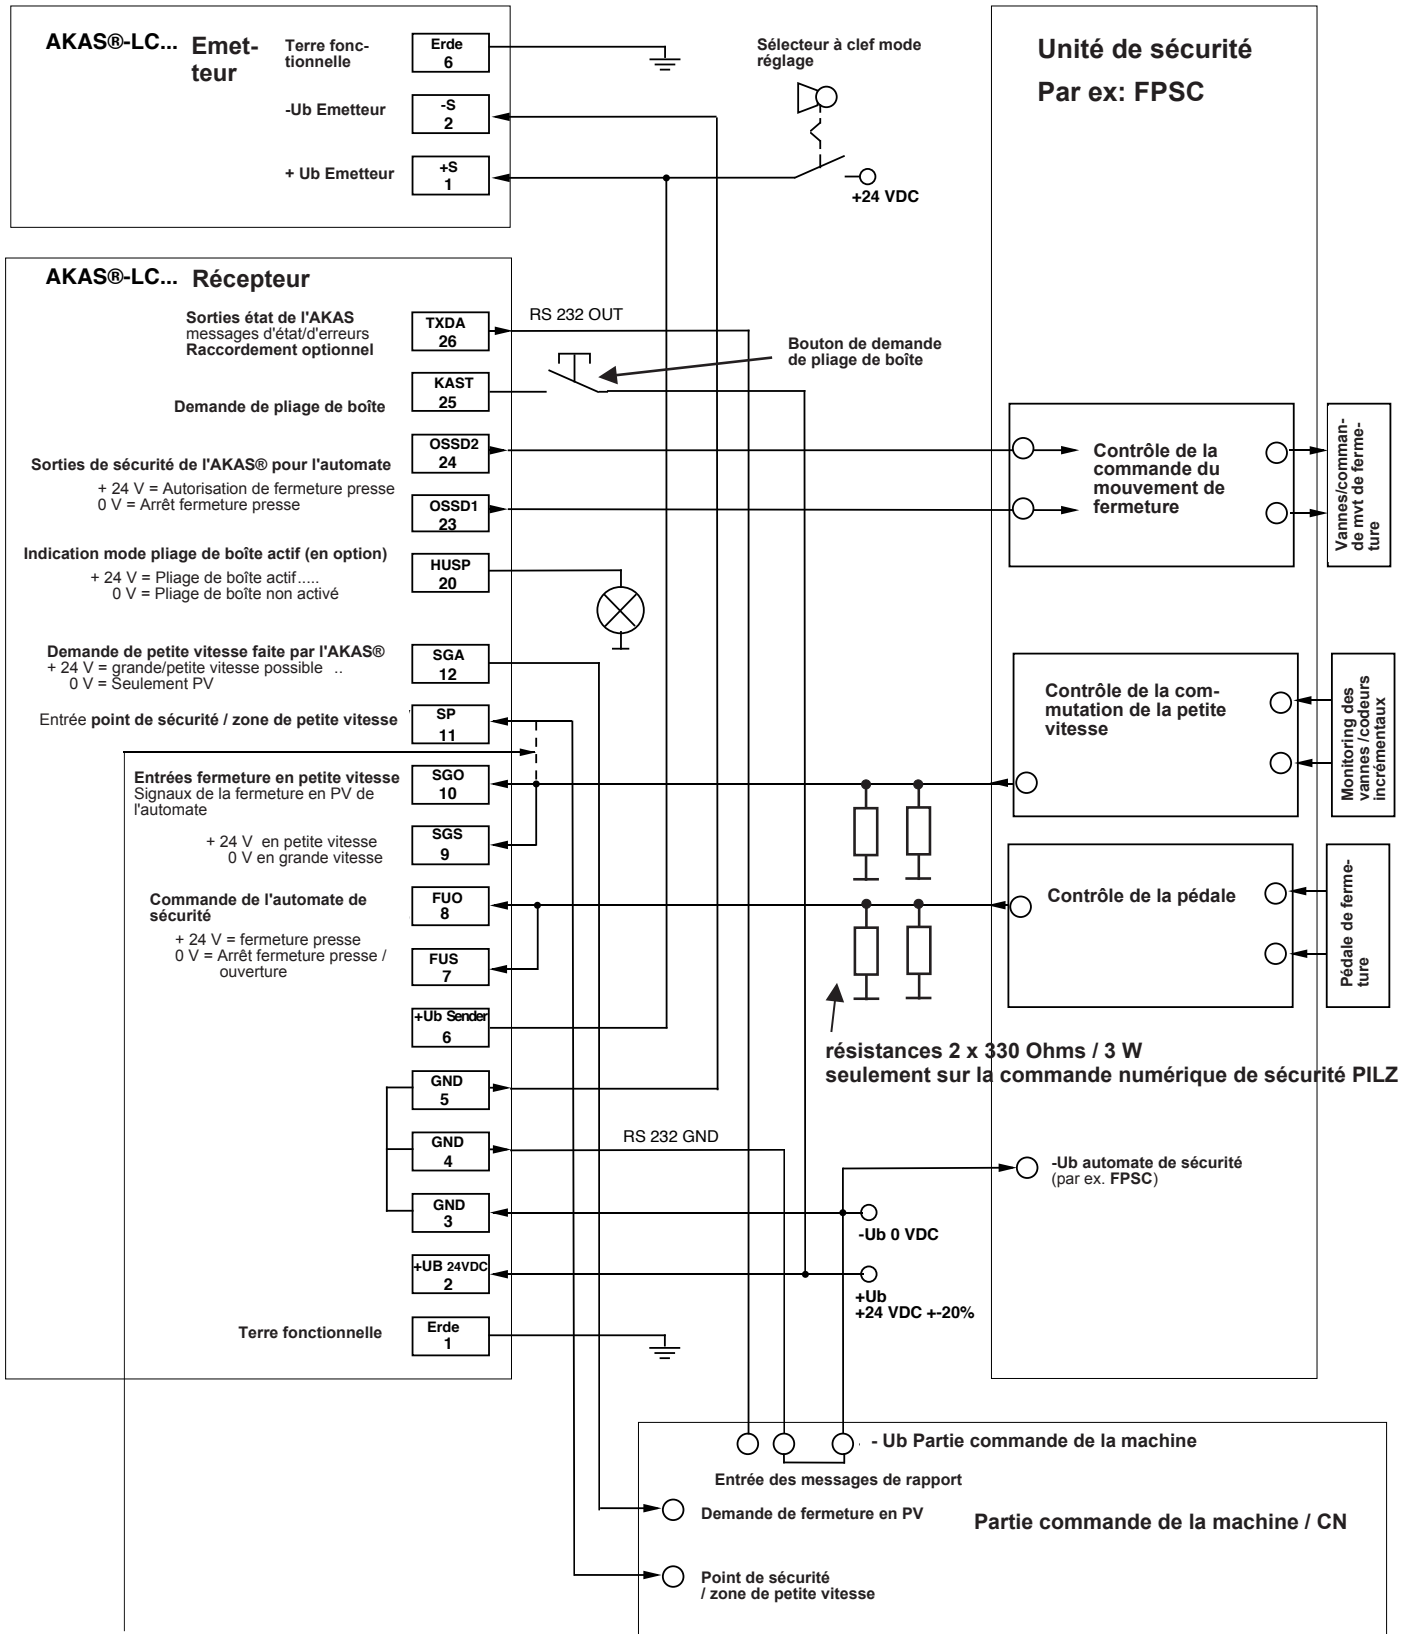 AKAS®-LC... Emet-
teur
Terre fonc-
tionnelle
Erde
6
-Ub Emetteur
-S
2
+ Ub Emetteur
+S
1
Sélecteur à clef mode
réglage
+24 VDC
Unité de sécurité
Par ex: FPSC
AKAS®-LC... Récepteur
Sorties état de l'AKAS
messages d'état/d'erreurs
Raccordement optionnel
TXDA
26
RS 232 OUT
Bouton de demande
de pliage de boîte
Demande de pliage de boîte
KAST
25
Sorties de sécurité de l'AKAS® pour l'automate
+ 24 V = Autorisation de fermeture presse
0 V = Arrêt fermeture presse
OSSD2
24
OSSD1
23
Contrôle de la
commande du
mouvement de
fermeture
Vannes/comman-
de mvt de ferme-
ture
Indication mode pliage de boîte actif (en option)
+ 24 V = Pliage de boîte actif.....
0 V = Pliage de boîte non activé
HUSP
20
Demande de petite vitesse faite par l'AKAS®
+ 24 V = grande/petite vitesse possible ..
0 V = Seulement PV
SGA
12
Entrée point de sécurité / zone de petite vitesse
SP
11
Contrôle de la com-
mutation de la petite
vitesse
Monitoring des
vannes /codeurs
incrémentaux
Entrées fermeture en petite vitesse
Signaux de la fermeture en PV de
l'automate
+ 24 V en petite vitesse
0 V en grande vitesse
SGO
10
SGS
9
Commande de l'automate de
sécurité
+ 24 V = fermeture presse
0 V = Arrêt fermeture presse /
ouverture
FUO
8
FUS
7
Contrôle de la pédale
Pédale de ferme-
ture
+Ub Sender
6
résistances 2 x 330 Ohms / 3 W
seulement sur la commande numérique de sécurité PILZ
GND
5
GND
4
RS 232 GND
GND
3
-Ub automate de sécurité
(par ex. FPSC)
-Ub 0 VDC
+UB 24VDC
2
+Ub
+24 VDC +-20%
Terre fonctionnelle
Erde
1
- Ub Partie commande de la machine
Entrée des messages de rapport
Demande de fermeture en PV
Partie commande de la machine / CN
Point de sécurité
/ zone de petite vitesse